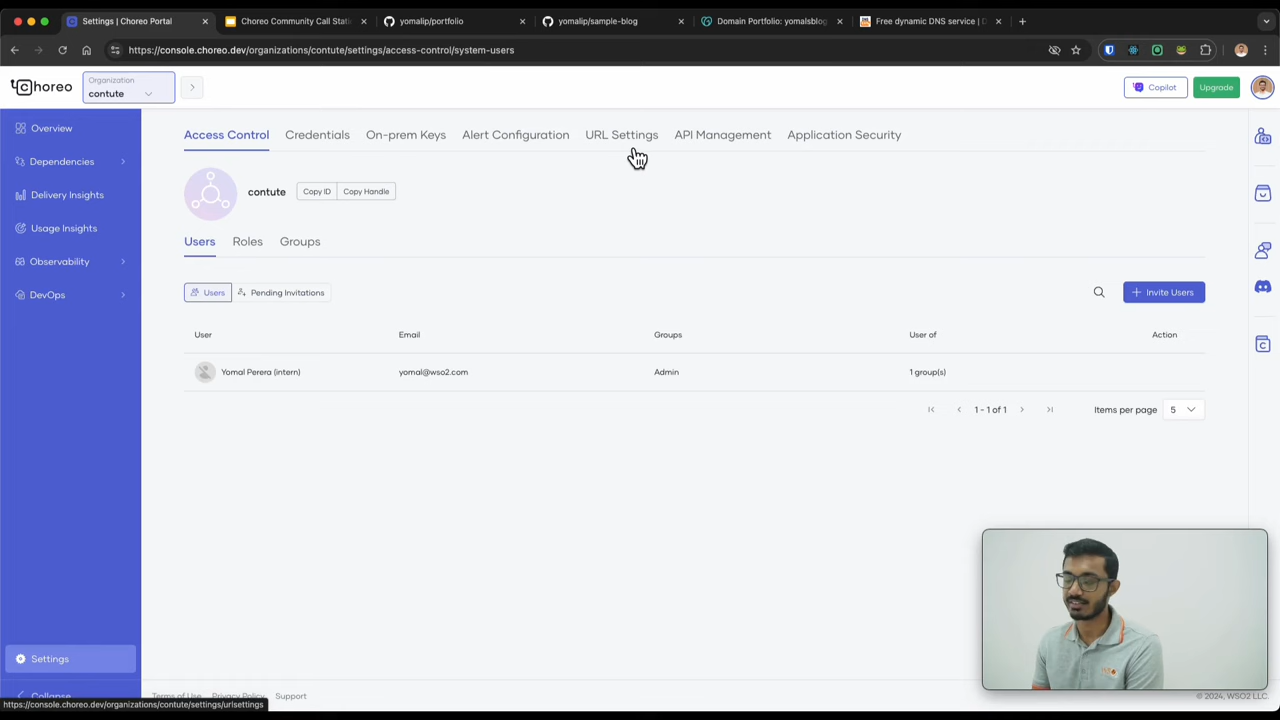 Settings | Choreo Portal
Choreo Community Call Stati
yomalip/portfolio
yomalip/sample-blog
Domain Portfolio: yomalsblog
Free dynamic DNS service | D
https://console.choreo.dev/organizations/contute/settings/access-control/system-users
choreo
Organization
contute
Copilot
Upgrade
Overview
Dependencies
Delivery Insights
Usage Insights
Observability
DevOps
Settings
Collapse
Access Control
Credentials
On-prem Keys
Alert Configuration
URL Settings
API Management
Application Security
contute
Copy ID
Copy Handle
Users
Roles
Groups
Users
Pending Invitations
Invite Users
User
Email
Groups
User of
Action
Yomal Perera (intern)
yomal@wso2.com
Admin
1 group(s)
1 - 1 of 1
Items per page
5
Terms of Use
Privacy Policy
Support
© 2024, WSO2 LLC.
https://console.choreo.dev/organizations/contute/settings/urlsettings